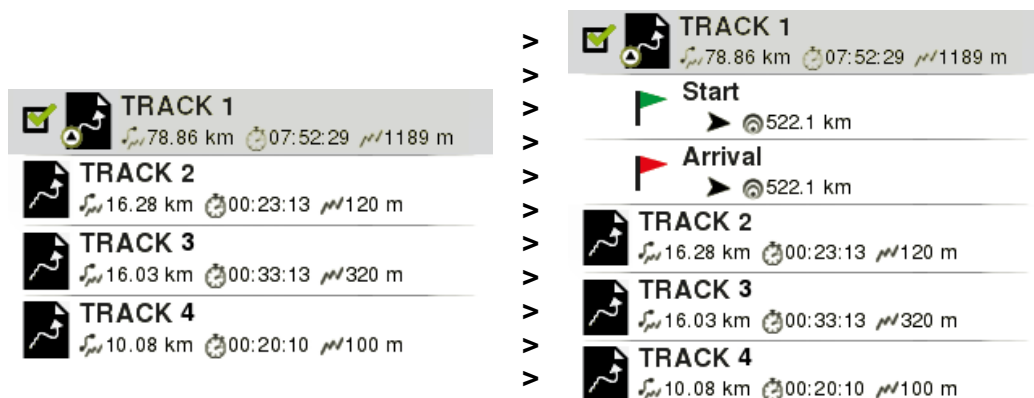 TRACK 1
78.86 km 07:52:29 1189 m
TRACK 2
16.28 km 00:23:13 120 m
TRACK 3
16.03 km 00:33:13 320 m
TRACK 4
10.08 km 00:20:10 100 m
>
>
>
>
>
>
>
>
>
>
>
TRACK 1
78.86 km 07:52:29 1189 m
Start
522.1 km
Arrival
522.1 km
TRACK 2
16.28 km 00:23:13 120 m
TRACK 3
16.03 km 00:33:13 320 m
TRACK 4
10.08 km 00:20:10 100 m